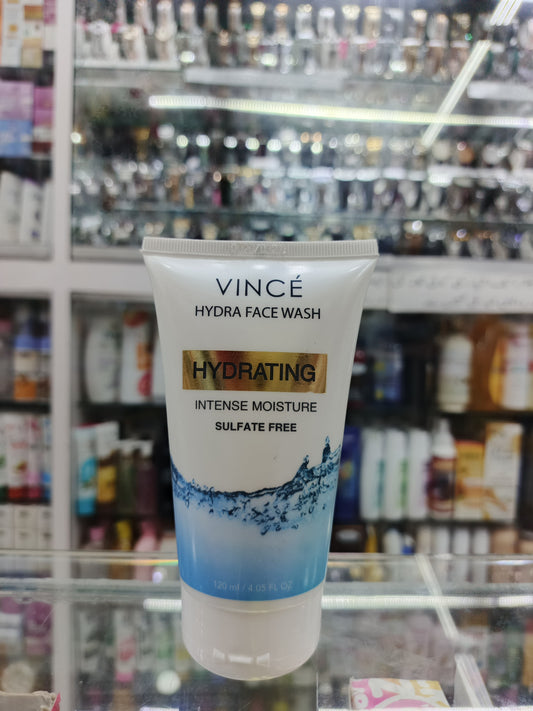 VINCÉ
HYDRA FACE WASH
HYDRATING
INTENSE MOISTURE
SULFATE FREE
120 ml / 4.05 FL OZ